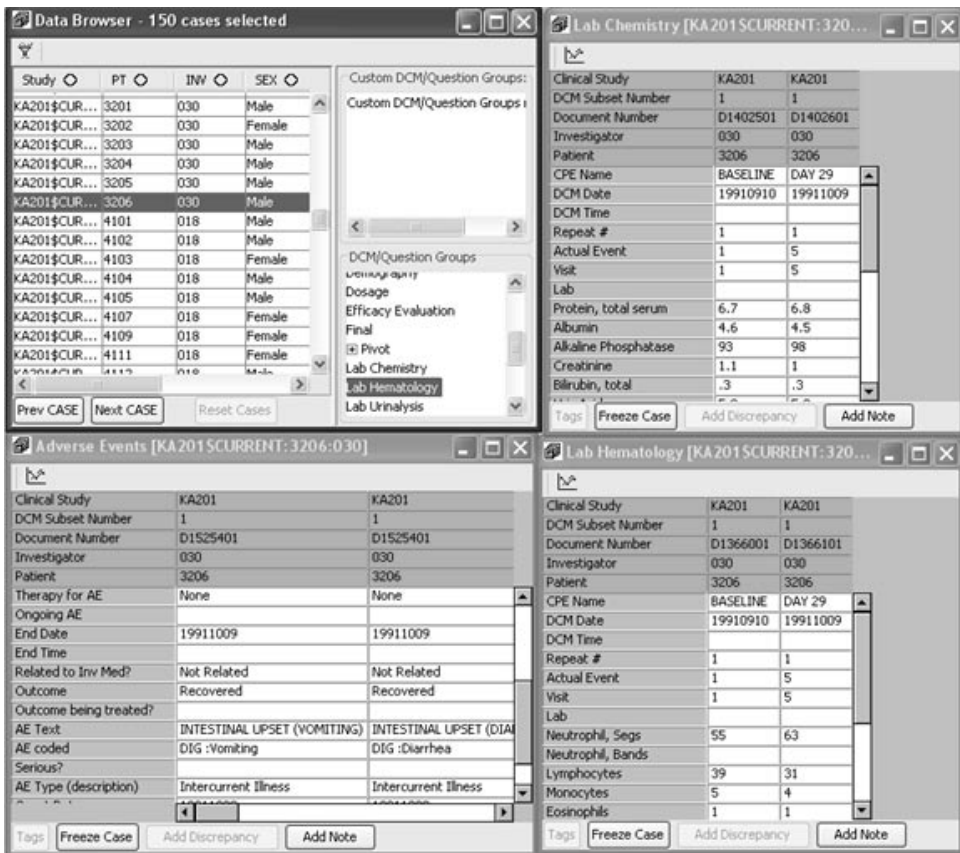 Data Browser - 150 cases selected
Study PT INV SEX
KA201$CUR... 3201 030 Male
KA201$CUR... 3202 030 Female
KA201$CUR... 3203 030 Male
KA201$CUR... 3204 030 Male
KA201$CUR... 3205 030 Male
KA201$CUR... 3206 030 Male
KA201$CUR... 4101 018 Male
KA201$CUR... 4102 018 Male
KA201$CUR... 4103 018 Female
KA201$CUR... 4104 018 Male
KA201$CUR... 4105 018 Male
KA201$CUR... 4107 018 Female
KA201$CUR... 4109 018 Female
KA201$CUR... 4111 018 Female
Prev CASE Next CASE Reset Cases
Custom DCM/Question Groups:
Custom DCM/Question Groups
DCM/Question Groups
Demography
Dosage
Efficacy Evaluation
Final
Pivot
Lab Chemistry
Lab Hematology
Lab Urinalysis
Lab Chemistry [KA201$CURRENT: 320...
Clinical Study KA201 KA201
DCM Subset Number 1 1
Document Number D1402501 D1402601
Investigator 030 030
Patient 3206 3206
CPE Name BASELINE DAY 29
DCM Date 19910910 19911009
DCM Time
Repeat # 1 1
Actual Event 1 5
Visit 1 5
Lab
Protein, total serum 6.7 6.8
Albumin 4.6 4.5
Alkaline Phosphatase 93 98
Creatinine 1.1 1
Bilirubin, total .3 .3
Tags Freeze Case Add Discrepancy Add Note
Adverse Events [KA201$CURRENT: 3206:030]
Clinical Study KA201 KA201
DCM Subset Number 1 1
Document Number D1525401 D1525401
Investigator 030 030
Patient 3206 3206
Therapy for AE None None
Ongoing AE
End Date 19911009 19911009
End Time
Related to Inv Med? Not Related Not Related
Outcome Recovered Recovered
Outcome being treated?
AE Text INTESTINAL UPSET (VOMITING) INTESTINAL UPSET (DIA
AE coded DIG :Vomiting DIG :Diarrhea
Serious?
AE Type (description) Intercurrent Illness Intercurrent Illness
Tags Freeze Case Add Discrepancy Add Note
Lab Hematology [KA201$CURRENT: 320...
Clinical Study KA201 KA201
DCM Subset Number 1 1
Document Number D1366001 D1366101
Investigator 030 030
Patient 3206 3206
CPE Name BASELINE DAY 29
DCM Date 19910910 19911009
DCM Time
Repeat # 1 1
Actual Event 1 5
Visit 1 5
Lab
Neutrophil, Segs 55 63
Neutrophil, Bands
Lymphocytes 39 31
Monocytes 5 4
Eosinophils 1 1
Tags Freeze Case Add Discrepancy Add Note